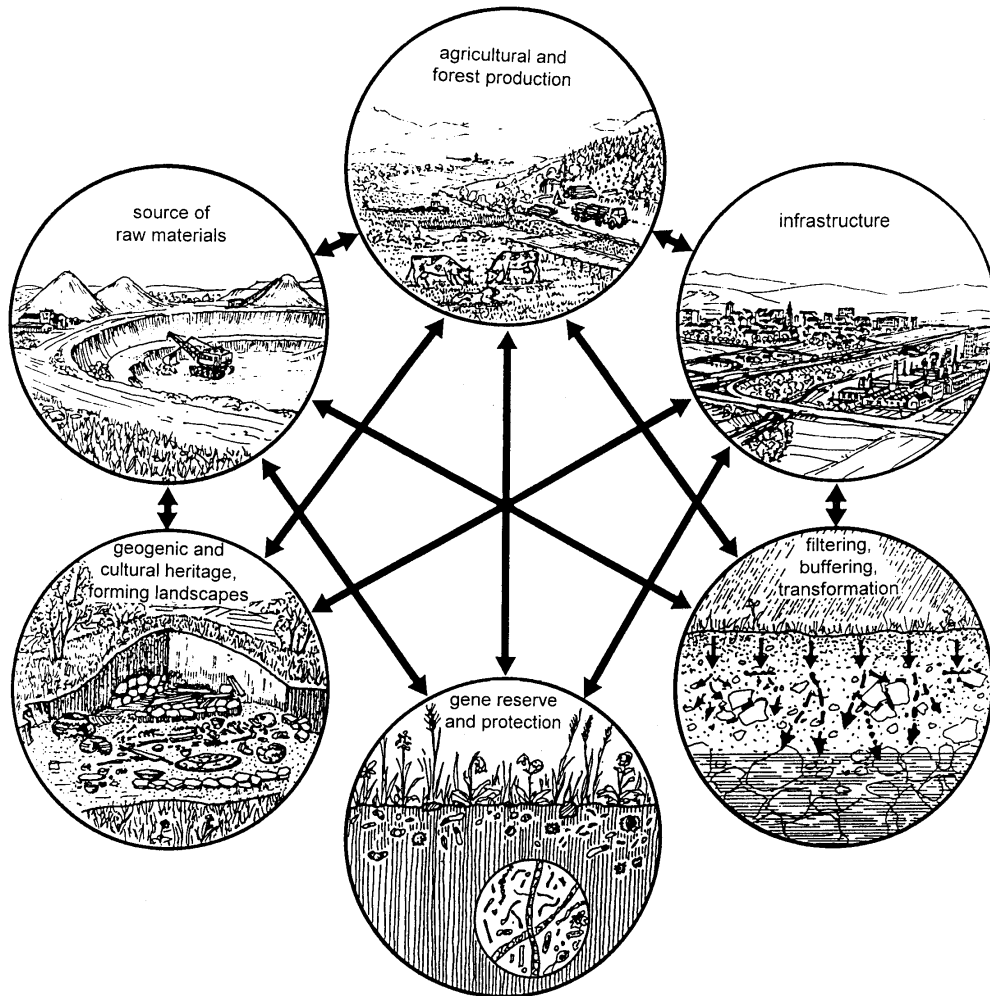 agricultural and
forest production
source of
raw materials
infrastructure
geogenic and
cultural heritage,
forming landscapes
filtering,
buffering,
transformation
gene reserve
and protection